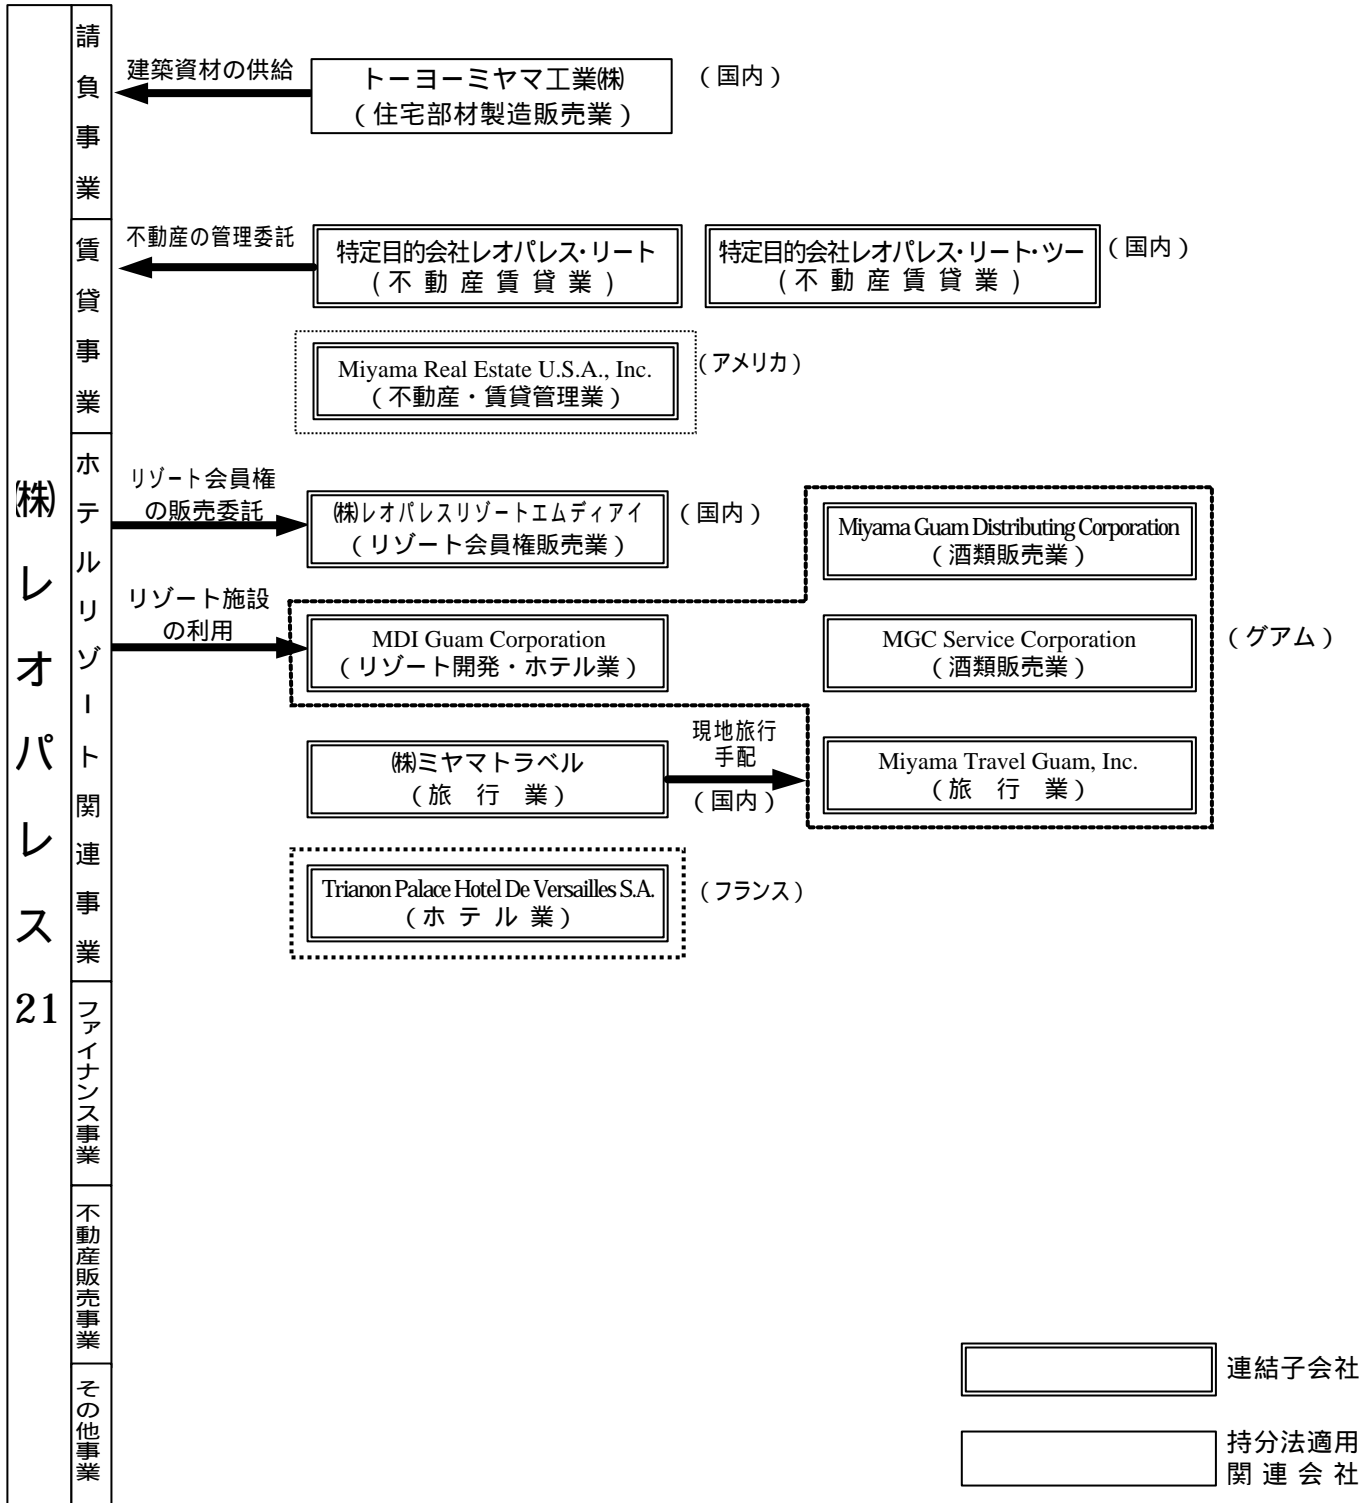 ㈱レオパレス21
請負事業
建築資材の供給
トーヨーミヤマ工業㈱
（住宅部材製造販売業）
（国内）
賃貸事業
不動産の管理委託
特定目的会社レオパレス・リート
(不動産賃貸業)
特定目的会社レオパレス・リート・ツー
(不動産賃貸業)
（国内）
Miyama Real Estate U.S.A., Inc.
（不動産・賃貸管理業）
（アメリカ）
ホテルリゾート関連事業
リゾート会員権
の販売委託
㈱レオパレスリゾートエムディアイ
（リゾート会員権販売業）
（国内）
Miyama Guam Distributing Corporation
（酒類販売業）
リゾート施設
の利用
MDI Guam Corporation
（リゾート開発・ホテル業）
MGC Service Corporation
（酒類販売業）
（グアム）
㈱ミヤマトラベル
（旅　行　業）
現地旅行
手配
（国内）
Miyama Travel Guam, Inc.
（旅　行　業）
Trianon Palace Hotel De Versailles S.A.
（ホテル業）
（フランス）
ファイナンス事業
不動産販売事業
その他事業
連結子会社
持分法適用
関連会社